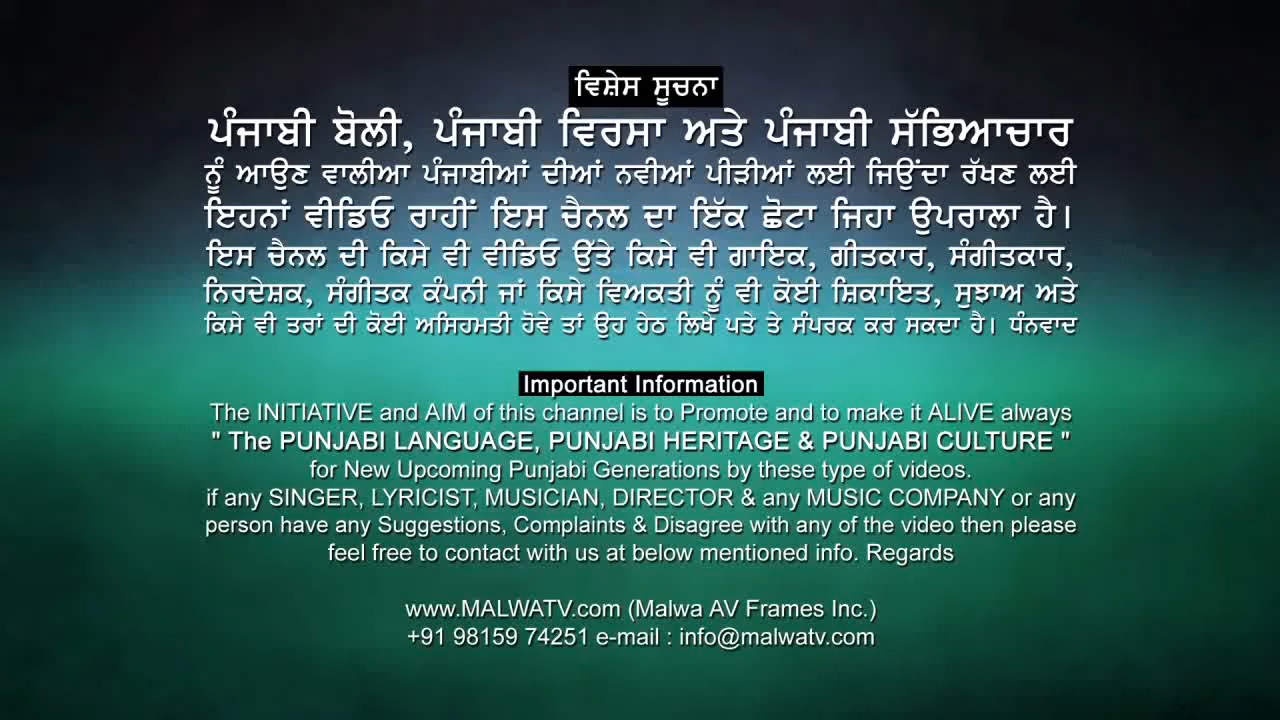 ਵਿਸ਼ੇਸ ਸੂਚਨਾ
ਪੰਜਾਬੀ ਬੋਲੀ, ਪੰਜਾਬੀ ਵਿਰਸਾ ਅਤੇ ਪੰਜਾਬੀ ਸੱਭਿਆਚਾਰ
ਨੂੰ ਆਉਣ ਵਾਲੀਆ ਪੰਜਾਬੀਆਂ ਦੀਆਂ ਨਵੀਆਂ ਪੀੜੀਆਂ ਲਈ ਜਿਉਂਦਾ ਰੱਖਣ ਲਈ
ਇਹਨਾਂ ਵੀਡਿਓ ਰਾਹੀਂ ਇਸ ਚੈਨਲ ਦਾ ਇੱਕ ਛੋਟਾ ਜਿਹਾ ਉਪਰਾਲਾ ਹੈ।
ਇਸ ਚੈਨਲ ਦੀ ਕਿਸੇ ਵੀ ਵੀਡਿਓ ਉੱਤੇ ਕਿਸੇ ਵੀ ਗਾਇਕ, ਗੀਤਕਾਰ, ਸੰਗੀਤਕਾਰ,
ਨਿਰਦੇਸ਼ਕ, ਸੰਗੀਤਕ ਕੰਪਨੀ ਜਾਂ ਕਿਸੇ ਵਿਅਕਤੀ ਨੂੰ ਵੀ ਕੋਈ ਸ਼ਿਕਾਇਤ, ਸੁਝਾਅ ਅਤੇ
ਕਿਸੇ ਵੀ ਤਰਾਂ ਦੀ ਕੋਈ ਅਸਿਹਮਤੀ ਹੋਵੇ ਤਾਂ ਉਹ ਹੇਠ ਲਿਖੇ ਪਤੇ ਤੇ ਸੰਪਰਕ ਕਰ ਸਕਦਾ ਹੈ। ਧੰਨਵਾਦ
Important Information
The INITIATIVE and AIM of this channel is to Promote and to make it ALIVE always
" The PUNJABI LANGUAGE, PUNJABI HERITAGE & PUNJABI CULTURE "
for New Upcoming Punjabi Generations by these type of videos.
if any SINGER, LYRICIST, MUSICIAN, DIRECTOR & any MUSIC COMPANY or any
person have any Suggestions, Complaints & Disagree with any of the video then please
feel free to contact with us at below mentioned info. Regards
www.MALWATV.com (Malwa AV Frames Inc.)
+91 98159 74251 e-mail : info@malwatv.com